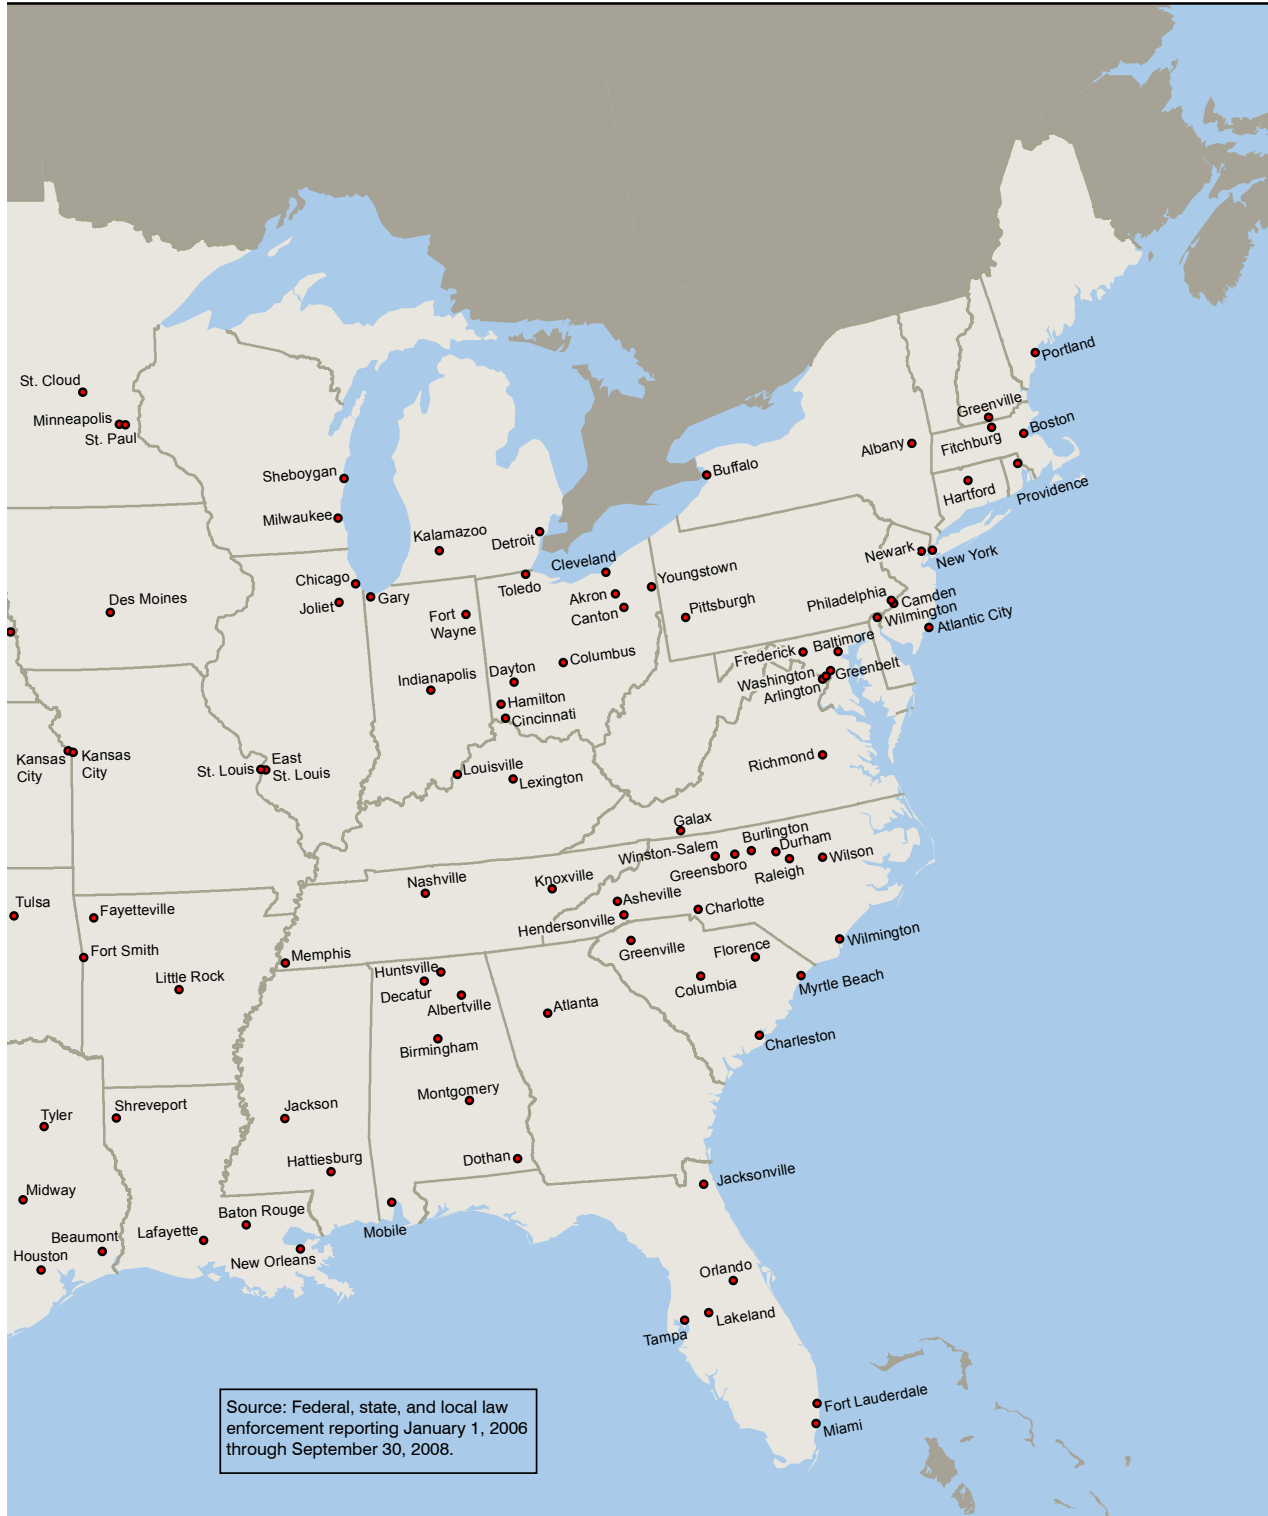 Portland
St. Cloud
Greenville
Minneapolis
Boston
St. Paul
Fitchburg
Albany
Buffalo
Sheboygan
Hartford
Providence
Milwaukee
Kalamazoo
Detroit
Newark
New York
Cleveland
Youngstown
Chicago
Toledo
Gary
Akron
Philadelphia
Camden
Des Moines
Joliet
Fort
Wayne
Canton
Pittsburgh
Wilmington
Atlantic City
Baltimore
Frederick
Columbus
Dayton
Greenbelt
Indianapolis
Washington
Arlington
Hamilton
Cincinnati
Kansas
City
Kansas
City
St. Louis
East
St. Louis
Louisville
Lexington
Richmond
Galax
Burlington
Winston-Salem
Durham
Wilson
Greensboro
Raleigh
Nashville
Knoxville
Asheville
Tulsa
Fayetteville
Charlotte
Hendersonville
Wilmington
Greenville
Florence
Fort Smith
Memphis
Huntsville
Little Rock
Decatur
Columbia
Myrtle Beach
Albertville
Atlanta
Charleston
Birmingham
Montgomery
Shreveport
Jackson
Tyler
Hattiesburg
Dothan
Jacksonville
Midway
Baton Rouge
Lafayette
Mobile
Beaumont
Houston
New Orleans
Orlando
Lakeland
Tampa
Fort Lauderdale
Miami
Source: Federal, state, and local law
enforcement reporting January 1, 2006
through September 30, 2008.